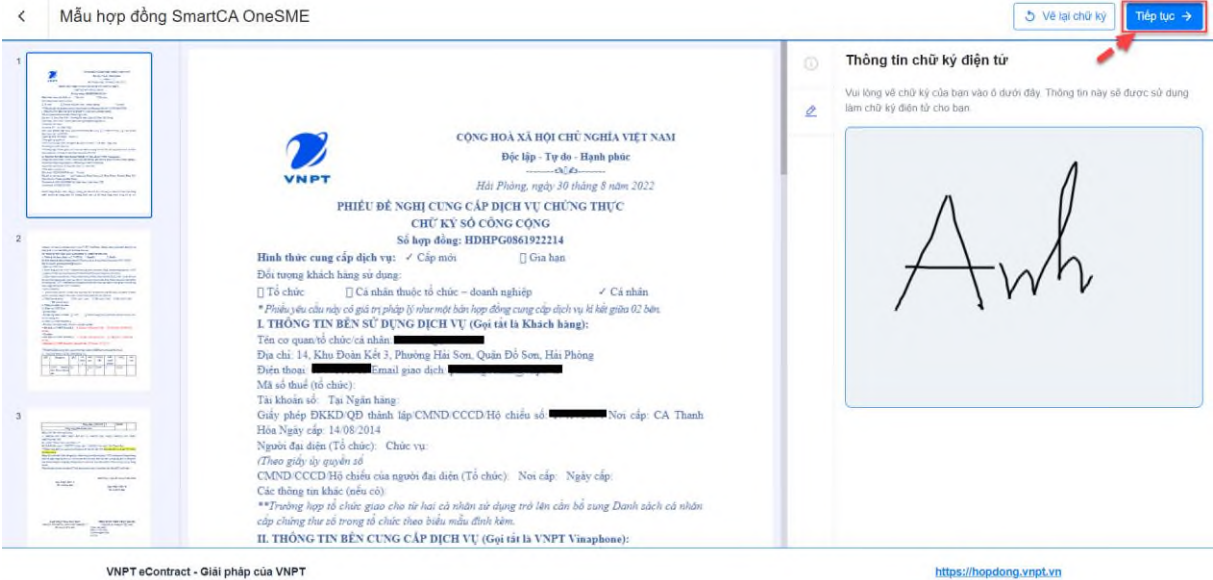 Mẫu hợp đồng SmartCA OneSME
Vẽ lại chữ ký
Tiếp tục →
1
2
3
VNPT
CỘNG HOÀ XÃ HỘI CHỦ NGHĨA VIỆT NAM
Độc lập - Tự do - Hạnh phúc
Hải Phòng, ngày 30 tháng 8 năm 2022
PHIẾU ĐỀ NGHỊ CUNG CẤP DỊCH VỤ CHỨNG THỰC
CHỮ KÝ SỐ CÔNG CỘNG
Số hợp đồng: HDHPG0861922214
Hình thức cung cấp dịch vụ: ✓ Cấp mới ▯ Gia hạn
Đối tượng khách hàng sử dụng:
▯ Tổ chức ▯ Cá nhân thuộc tổ chức – doanh nghiệp ✓ Cá nhân
* Phiếu yêu cầu này có giá trị pháp lý như một bản hợp đồng cung cấp dịch vụ kí kết giữa 02 bên.
I. THÔNG TIN BÊN SỬ DỤNG DỊCH VỤ (Gọi tắt là Khách hàng):
Tên cơ quan/tổ chức/cá nhân:
Địa chỉ: 14, Khu Đoàn Kết 3, Phường Hải Sơn, Quận Đồ Sơn, Hải Phòng
Điện thoại: Email giao dịch:
Mã số thuế (tổ chức):
Tài khoản số: Tại Ngân hàng:
Giấy phép ĐKKD/QĐ thành lập/CMND/CCCD/Hộ chiếu số: Nơi cấp: CA Thanh
Hóa Ngày cấp: 14/08/2014
Người đại diện (Tổ chức): Chức vụ:
(Theo giấy ủy quyền số
CMND/CCCD/Hộ chiếu của người đại diện (Tổ chức): Nơi cấp: Ngày cấp:
Các thông tin khác (nếu có):
**Trường hợp tổ chức giao cho từ hai cá nhân sử dụng trở lên cần bổ sung Danh sách cá nhân
cấp chứng thư số trong tổ chức theo biểu mẫu đính kèm.
II. THÔNG TIN BÊN CUNG CẤP DỊCH VỤ (Gọi tắt là VNPT Vinaphone):
Thông tin chữ ký điện tử
Vui lòng vẽ chữ ký của bạn vào ô dưới đây. Thông tin này sẽ được sử dụng
làm chữ ký điện tử cho bạn
Anh
VNPT eContract - Giải pháp của VNPT
https://hopdong.vnpt.vn